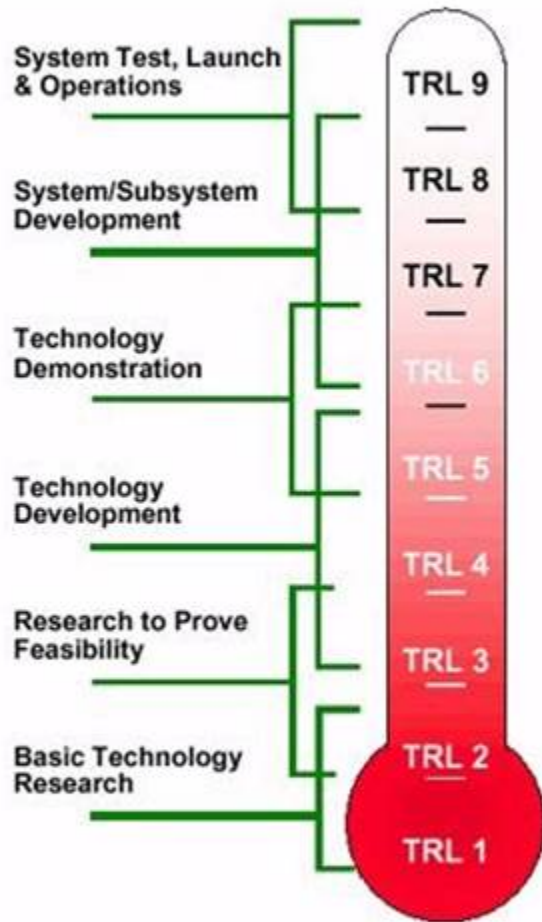 System Test, Launch
& Operations
System/Subsystem
Development
Technology
Demonstration
Technology
Development
Research to Prove
Feasibility
Basic Technology
Research
TRL 9
TRL 8
TRL 7
TRL 6
TRL 5
TRL 4
TRL 3
TRL 2
TRL 1